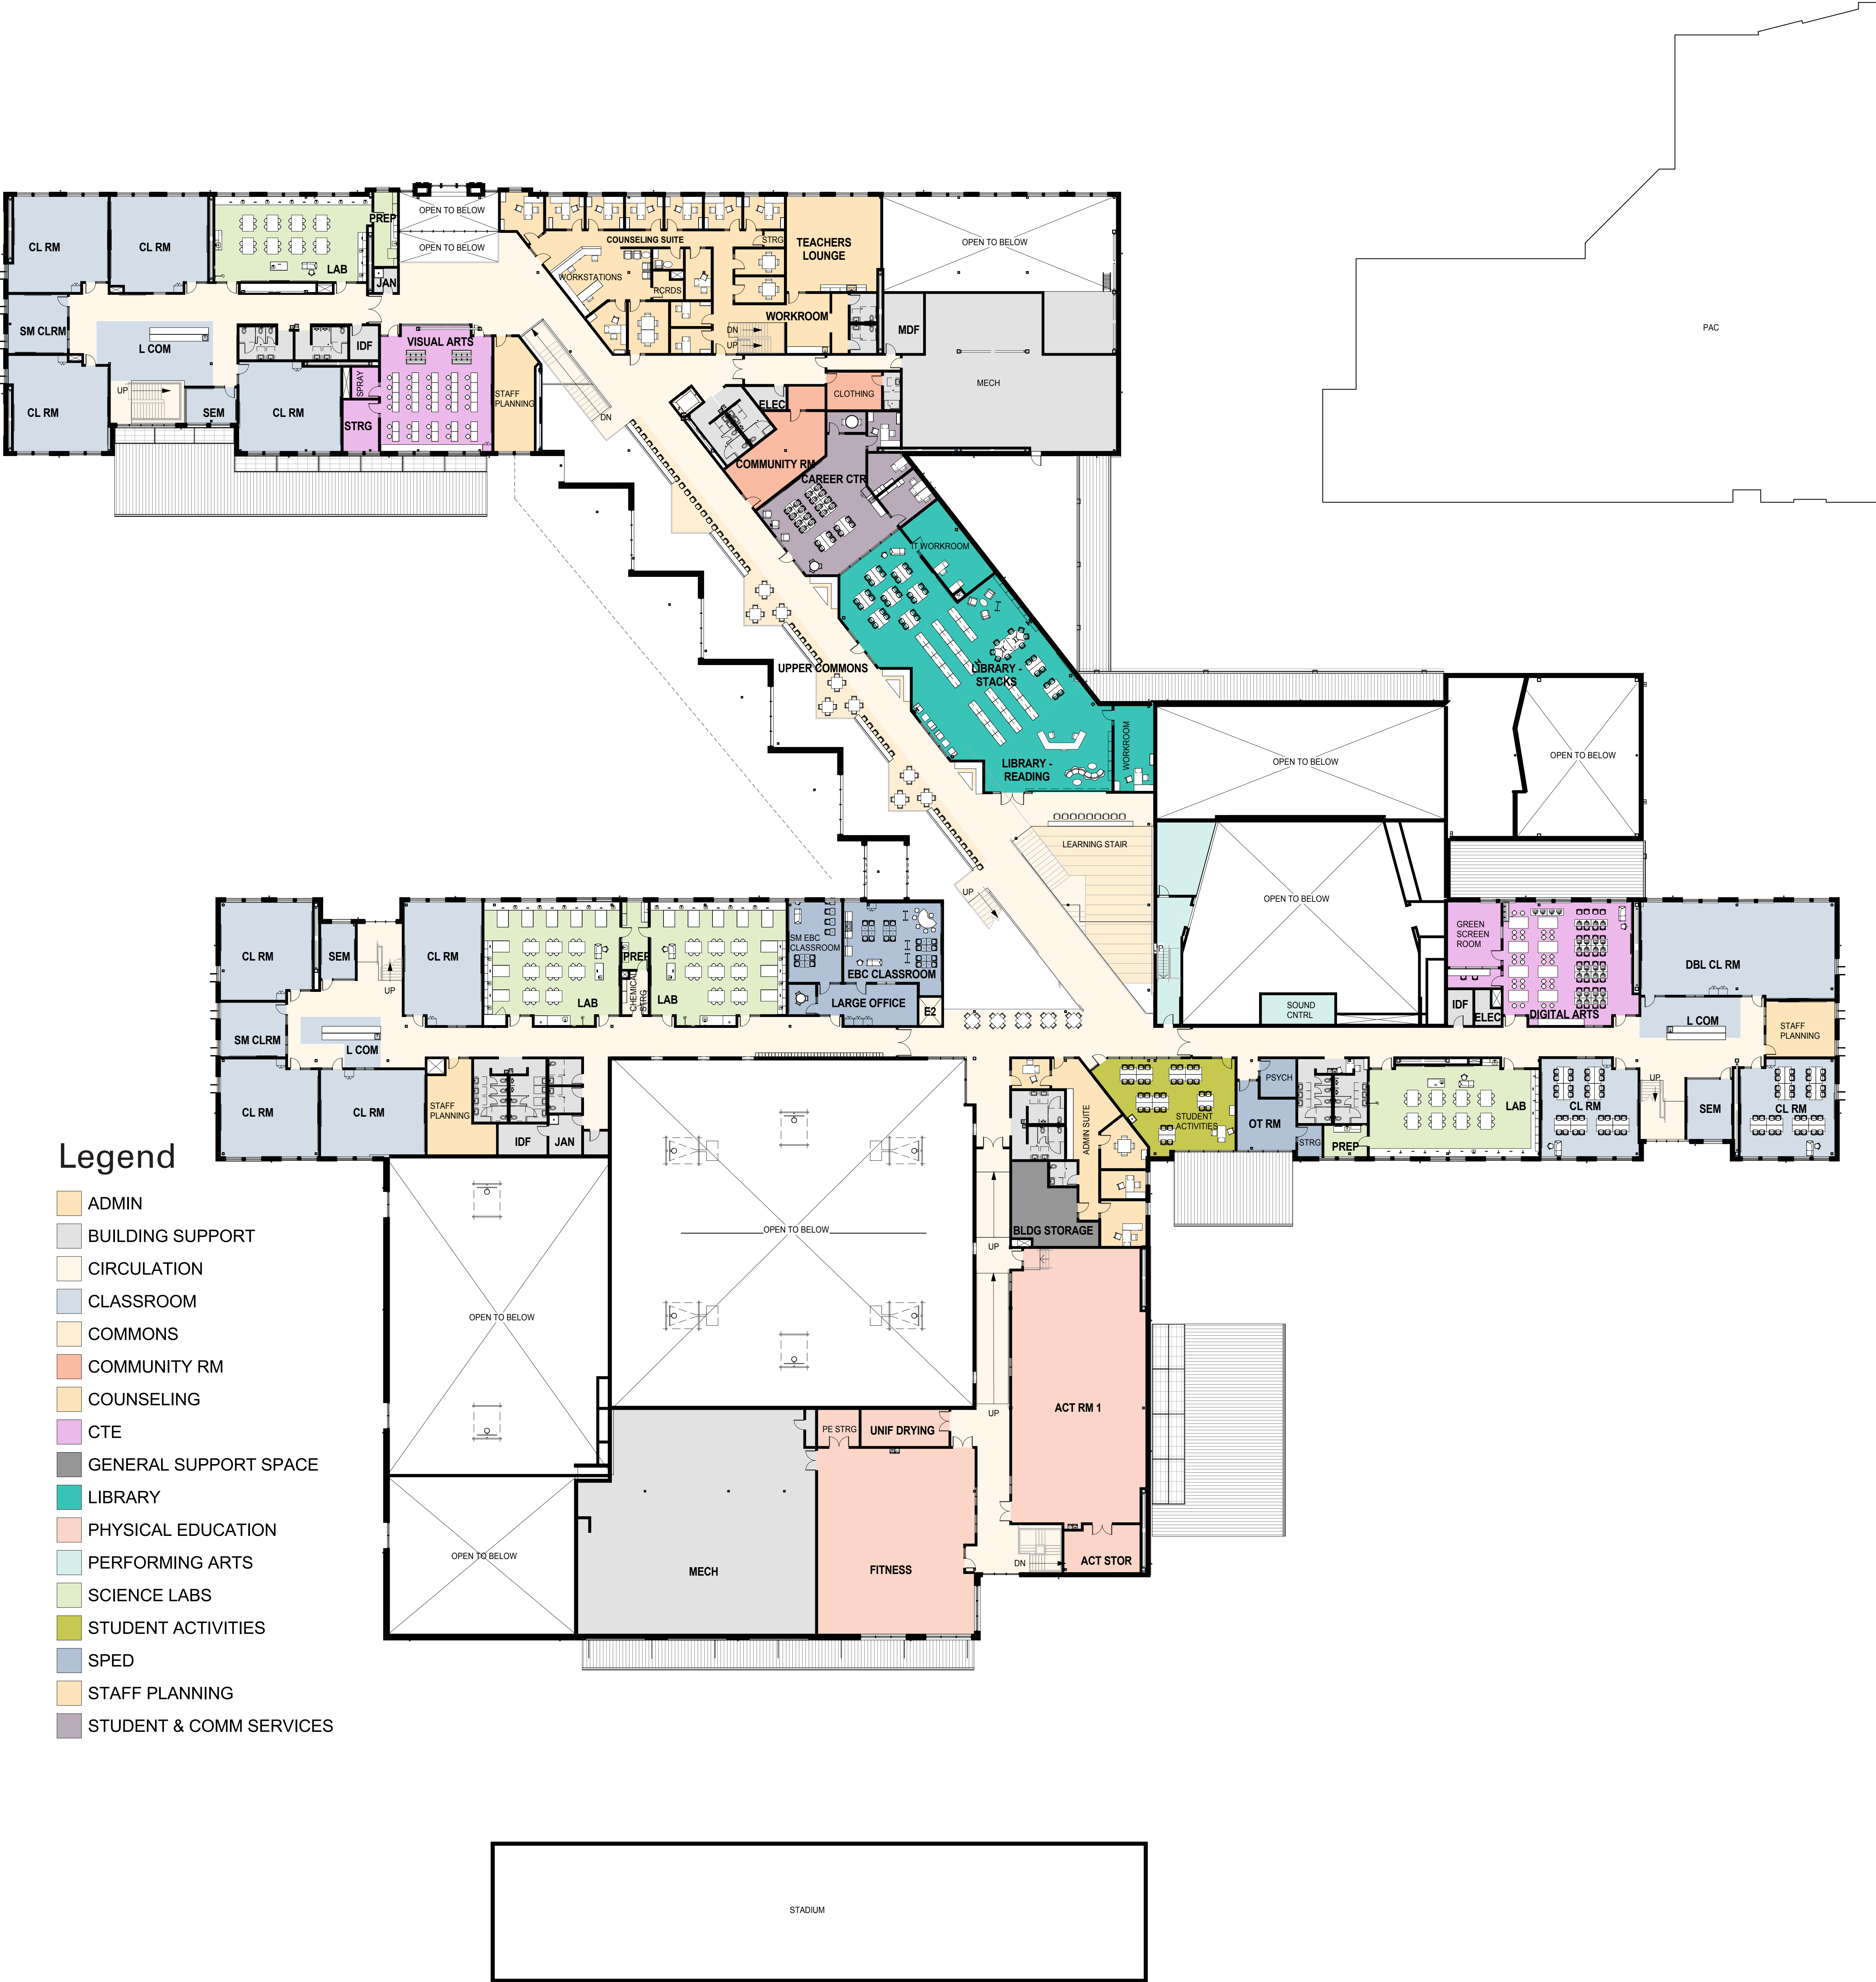 PAC
OPEN TO BELOW
OPEN TO BELOW
PREP
CL RM
CL RM
LAB
JAN
COUNSELING SUITE
STRG
TEACHERS
LOUNGE
OPEN TO BELOW
WORKSTATIONS
RCRDS
WORKROOM
MDF
DN
UP
SM CLRM
L COM
IDF
VISUAL ARTS
UP
SEM
CL RM
CL RM
SPRAY
STRG
STAFF
PLANNING
DN
MECH
ELEC
CLOTHING
COMMUNITY RM
CAREER CTR
IT WORKROOM
UPPER COMMONS
LIBRARY -
STACKS
LIBRARY -
READING
WORKROOM
OPEN TO BELOW
OPEN TO BELOW
LEARNING STAIR
UP
OPEN TO BELOW
UP
SOUND
CNTRL
CL RM
SEM
UP
CL RM
LAB
PREP
CHEMICAL
STRG
LAB
SM EBC
CLASSROOM
EBC CLASSROOM
LARGE OFFICE
E2
SM CLRM
L COM
CL RM
CL RM
STAFF
PLANNING
IDF
JAN
GREEN
SCREEN
ROOM
IDF
ELEC
DIGITAL ARTS
DBL CL RM
L COM
STAFF
PLANNING
ADMIN SUITE
STUDENT
ACTIVITIES
PSYCH
OT RM
STRG
PREP
LAB
CL RM
UP
SEM
CL RM
BLDG STORAGE
UP
OPEN TO BELOW
OPEN TO BELOW
UP
ACT RM 1
PE STRG
UNIF DRYING
OPEN TO BELOW
MECH
FITNESS
DN
ACT STOR
Legend
ADMIN
BUILDING SUPPORT
CIRCULATION
CLASSROOM
COMMONS
COMMUNITY RM
COUNSELING
CTE
GENERAL SUPPORT SPACE
LIBRARY
PHYSICAL EDUCATION
PERFORMING ARTS
SCIENCE LABS
STUDENT ACTIVITIES
SPED
STAFF PLANNING
STUDENT & COMM SERVICES
STADIUM